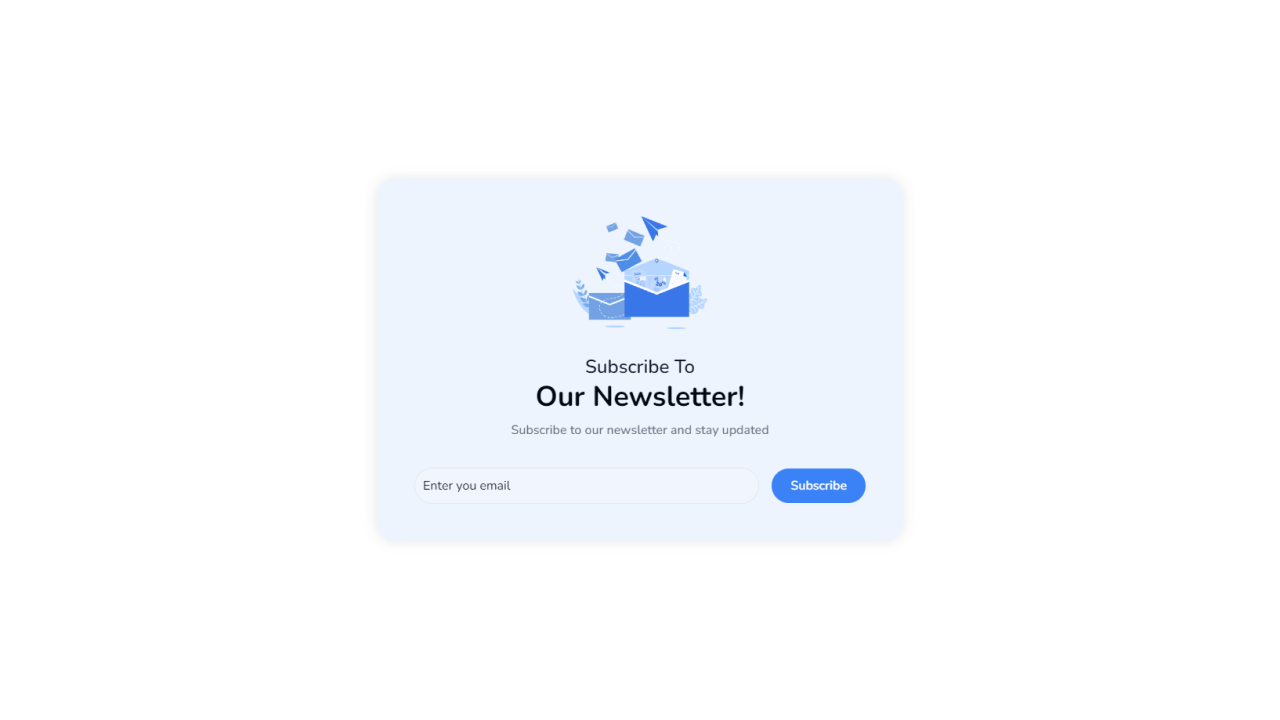 Subscribe To
Our Newsletter!
Subscribe to our newsletter and stay updated
Enter you email
Subscribe